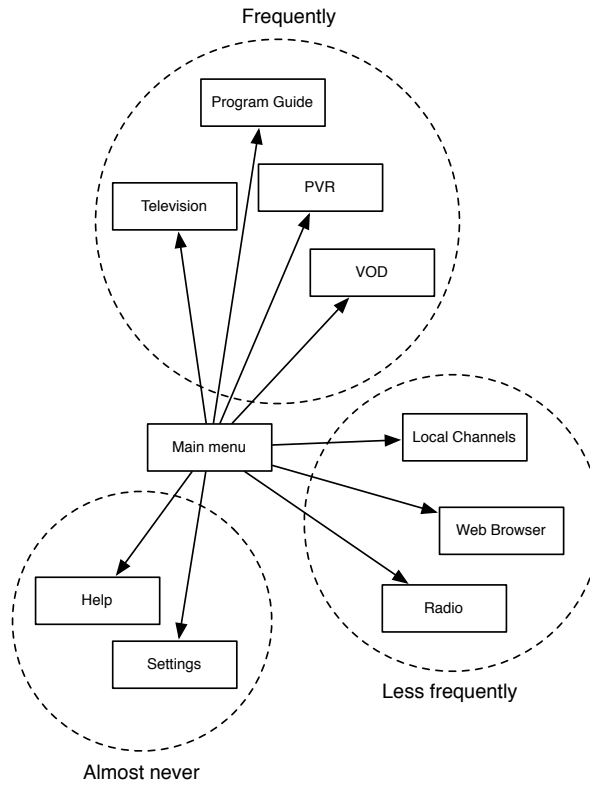 Frequently
Program Guide
PVR
Television
VOD
Main menu
Local Channels
Web Browser
Radio
Less frequently
Help
Settings
Almost never